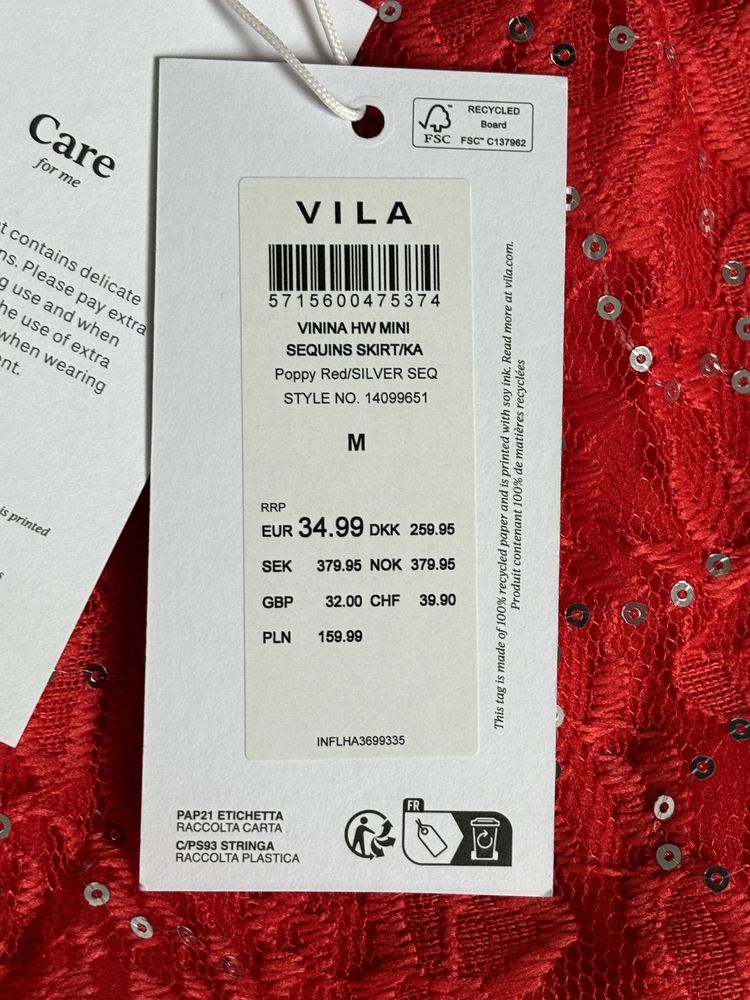 Care
for me
t contains delicate
ns. Please pay extra
g use and when
he use of extra
when wearing
ent.
is printed
s
FSC™
RECYCLED
Board
FSC™ C137962
VILA
5715600475374
VININA HW MINI
SEQUINS SKIRT/KA
Poppy Red/SILVER SEQ
STYLE NO. 14099651
M
RRP
EUR 34.99 DKK 259.95
SEK 379.95 NOK 379.95
GBP 32.00 CHF 39.90
PLN 159.99
INFLHA3699335
This tag is made of 100% recycled paper and is printed with soy ink. Read more at vila.com.
Produit contenant 100% de matières recyclées
PAP21 ETICHETTA
RACCOLTA CARTA
C/PS93 STRINGA
RACCOLTA PLASTICA
FR